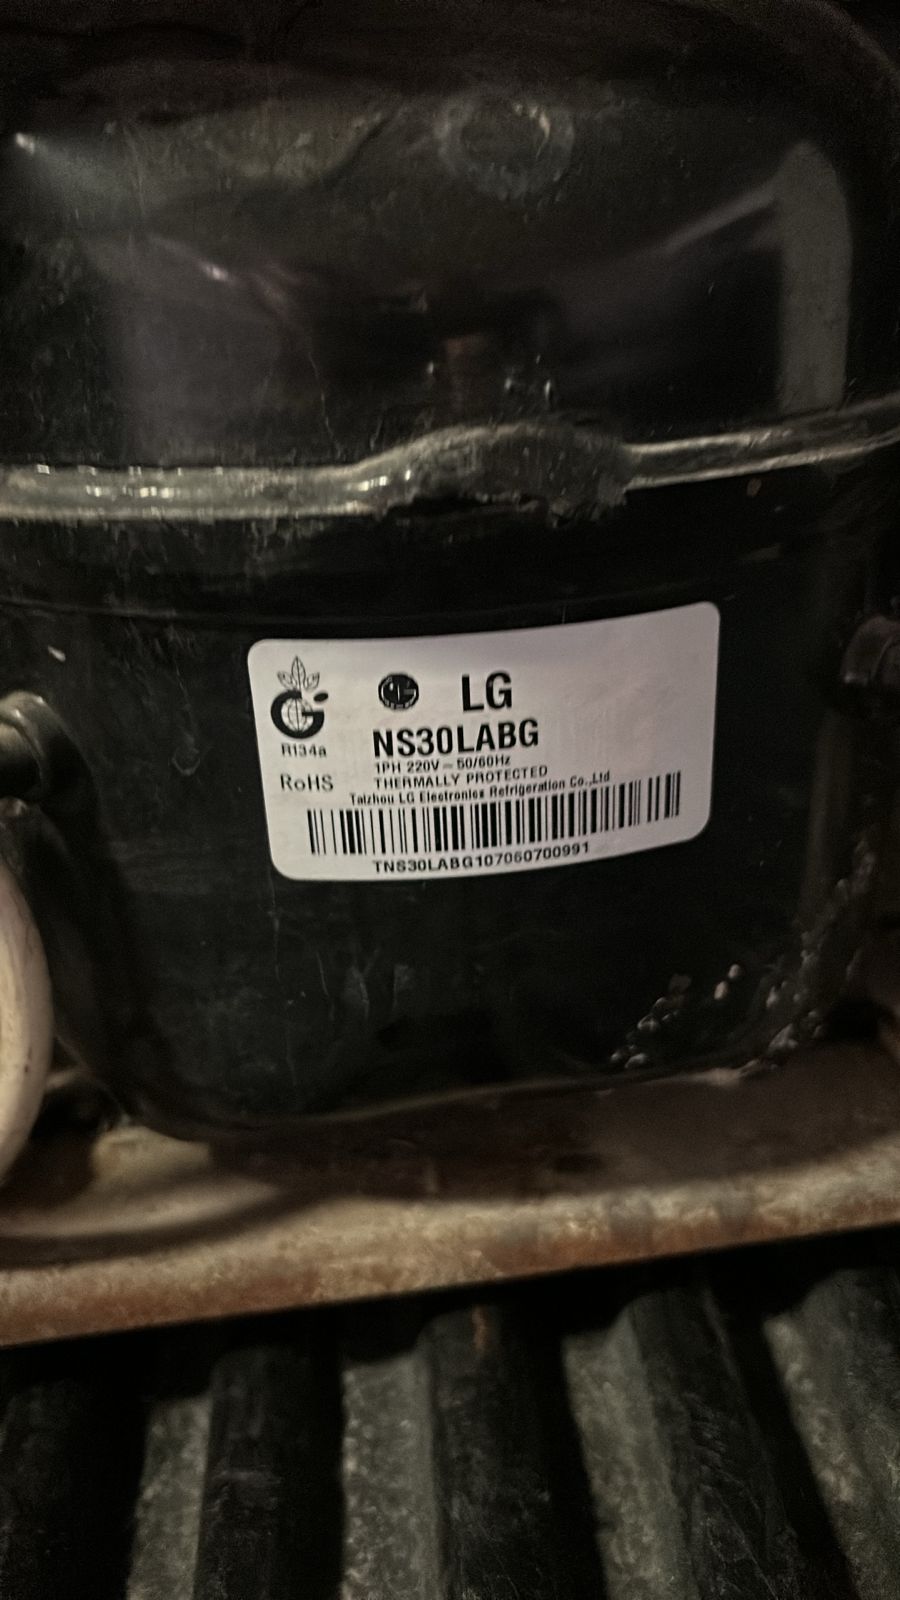 LG
NS30LABG
R134a
1PH 220V~50/60Hz
THERMALLY PROTECTED
RoHS
Taizhou LG Electronics Refrigeration Co.,Ltd
TNS30LABG107060700991